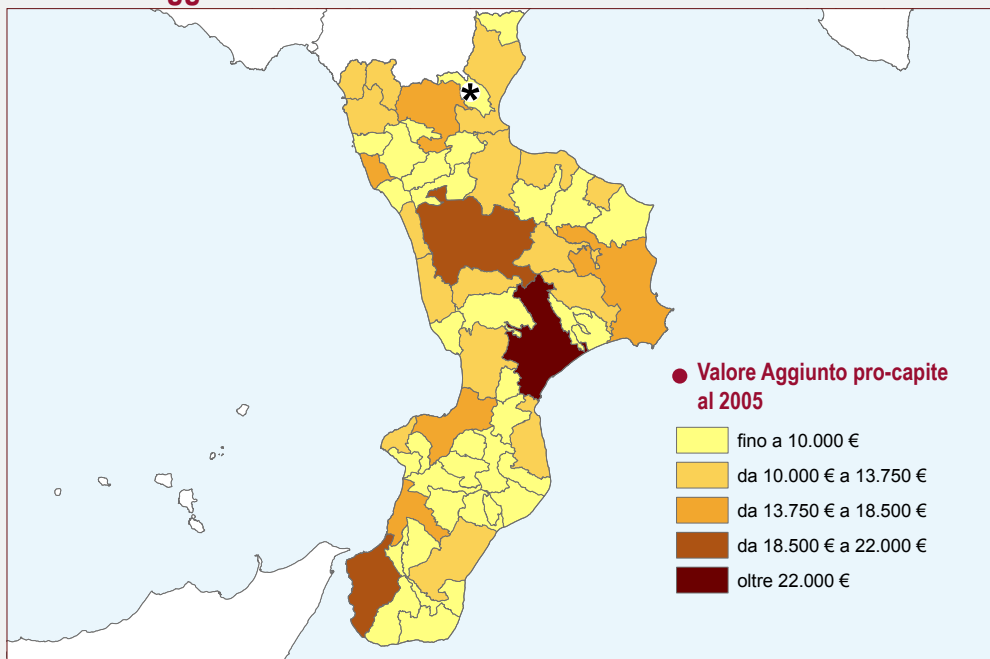 *
Valore Aggiunto pro-capite
al 2005
fino a 10.000 €
da 10.000 € a 13.750 €
da 13.750 € a 18.500 €
da 18.500 € a 22.000 €
oltre 22.000 €